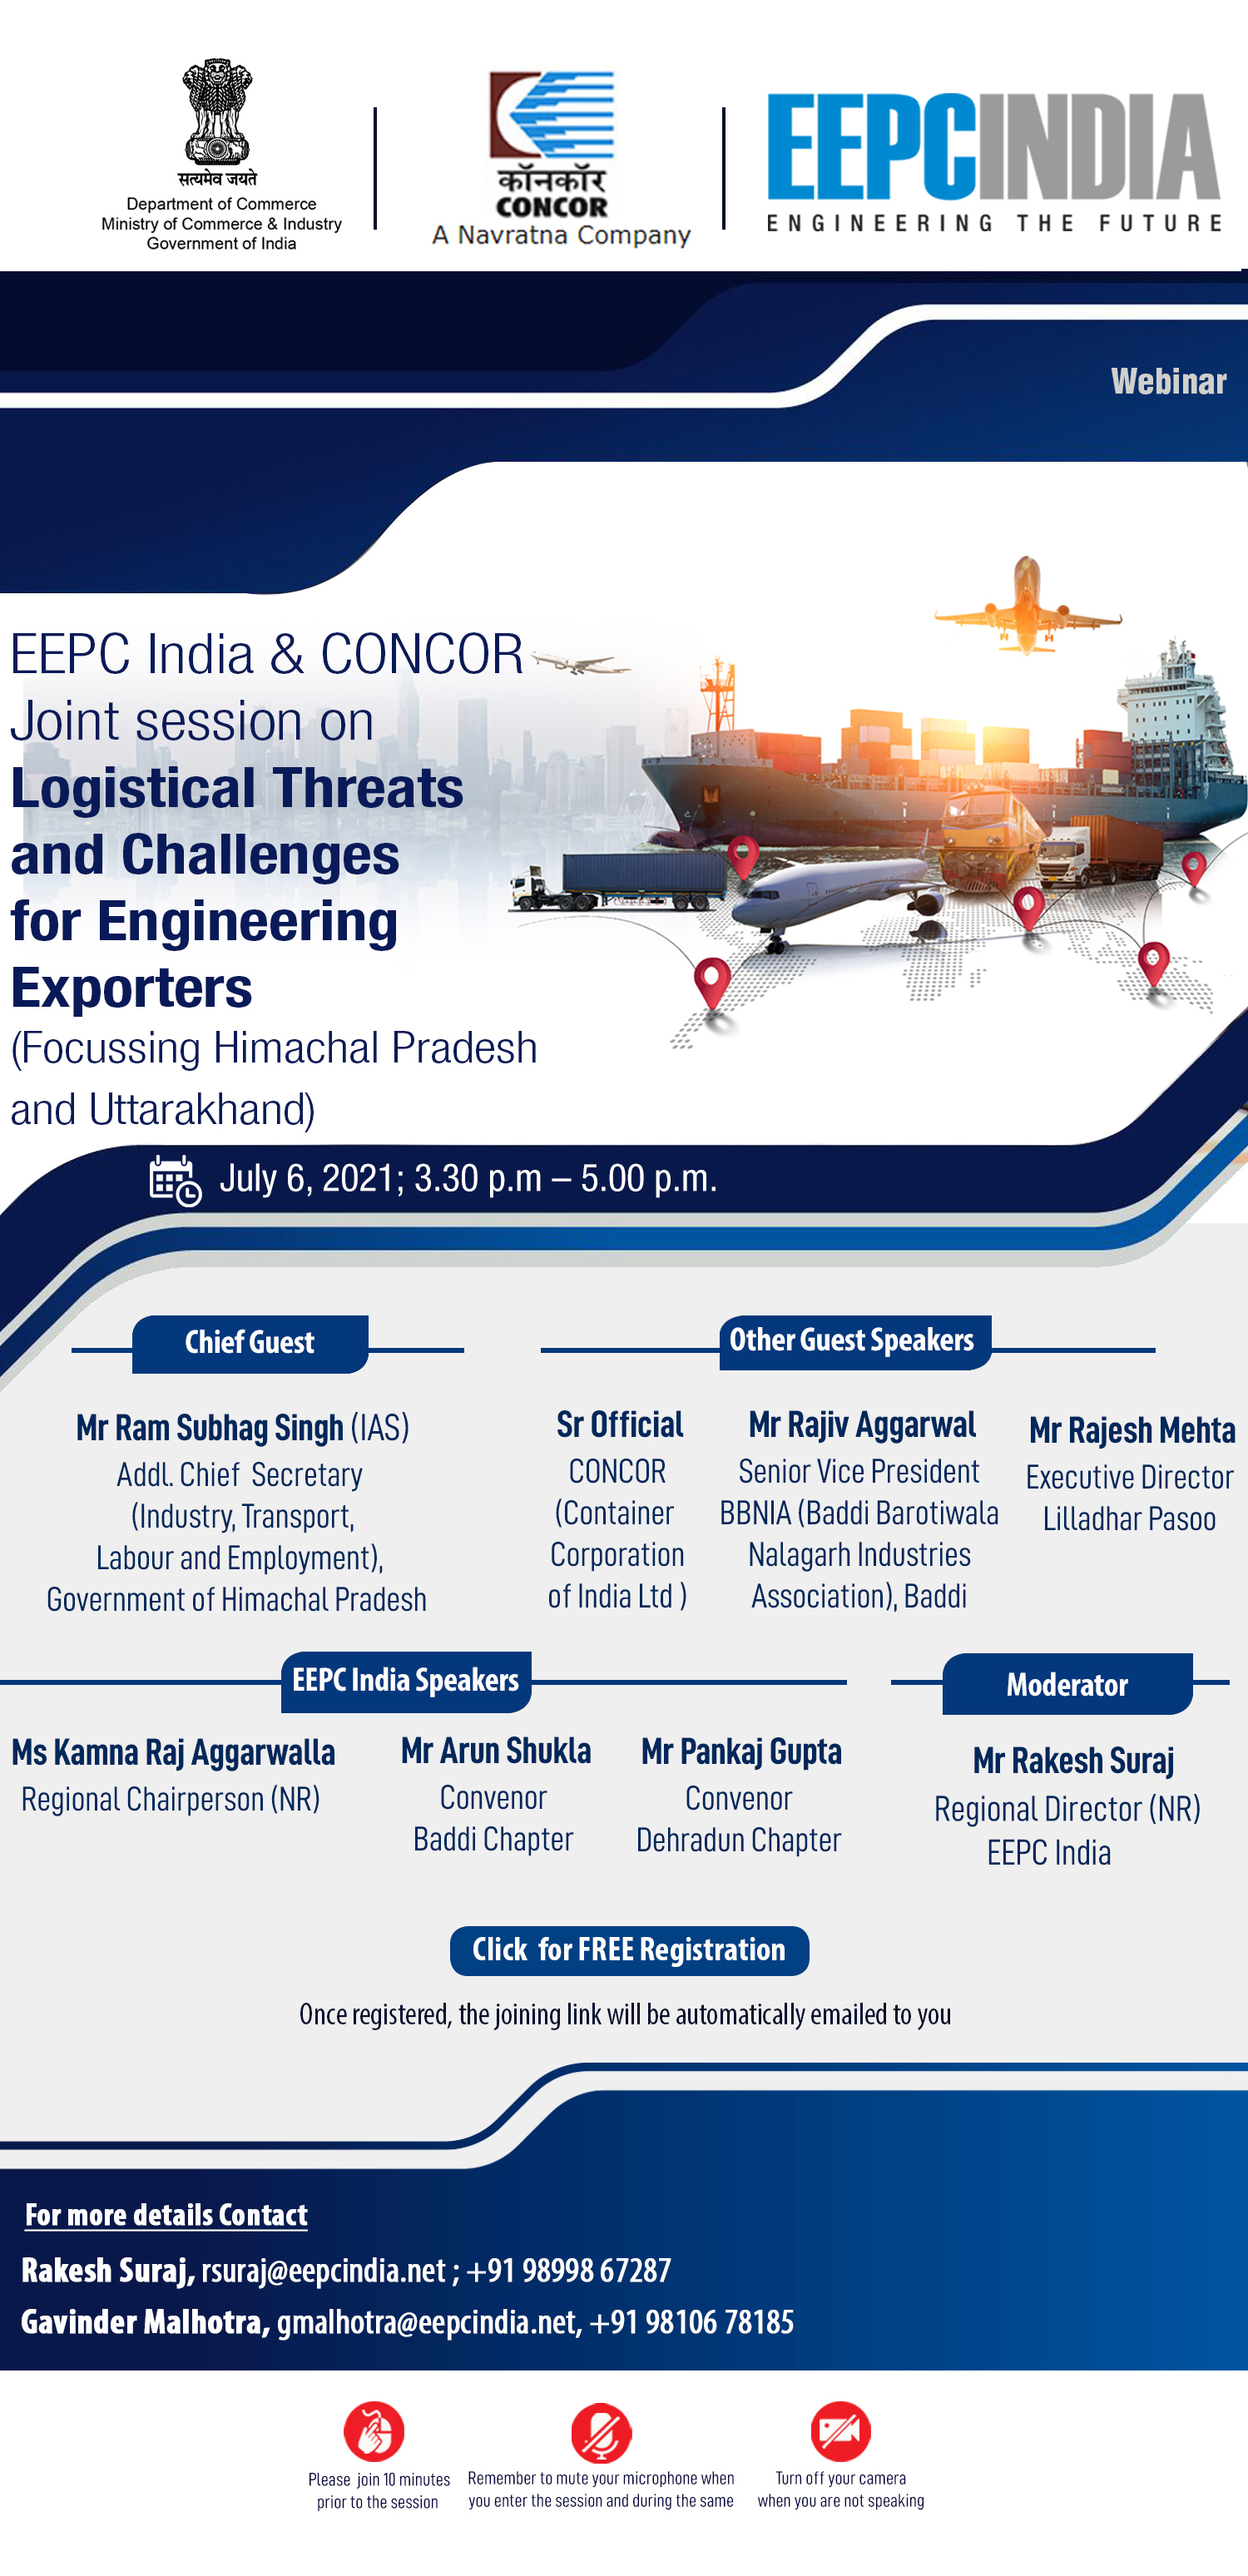 सत्यमेव जयते
Department of Commerce
Ministry of Commerce & Industry
Government of India
कॉनकॉर
CONCOR
A Navratna Company
EEPCINDIA
ENGINEERING THE FUTURE
Webinar
EEPC India & CONCOR
Joint session on
Logistical Threats
and Challenges
for Engineering
Exporters
(Focussing Himachal Pradesh
and Uttarakhand)
July 6, 2021; 3.30 p.m – 5.00 p.m.
Chief Guest
Mr Ram Subhag Singh (IAS)
Addl. Chief Secretary
(Industry, Transport,
Labour and Employment),
Government of Himachal Pradesh
Other Guest Speakers
Sr Official
CONCOR
(Container
Corporation
of India Ltd )
Mr Rajiv Aggarwal
Senior Vice President
BBNIA (Baddi Barotiwala
Nalagarh Industries
Association), Baddi
Mr Rajesh Mehta
Executive Director
Lilladhar Pasoo
EEPC India Speakers
Ms Kamna Raj Aggarwalla
Regional Chairperson (NR)
Mr Arun Shukla
Convenor
Baddi Chapter
Mr Pankaj Gupta
Convenor
Dehradun Chapter
Moderator
Mr Rakesh Suraj
Regional Director (NR)
EEPC India
Click for FREE Registration
Once registered, the joining link will be automatically emailed to you
For more details Contact
Rakesh Suraj, rsuraj@eepcindia.net ; +91 98998 67287
Gavinder Malhotra, gmalhotra@eepcindia.net, +91 98106 78185
Please join 10 minutes
prior to the session
Remember to mute your microphone when
you enter the session and during the same
Turn off your camera
when you are not speaking